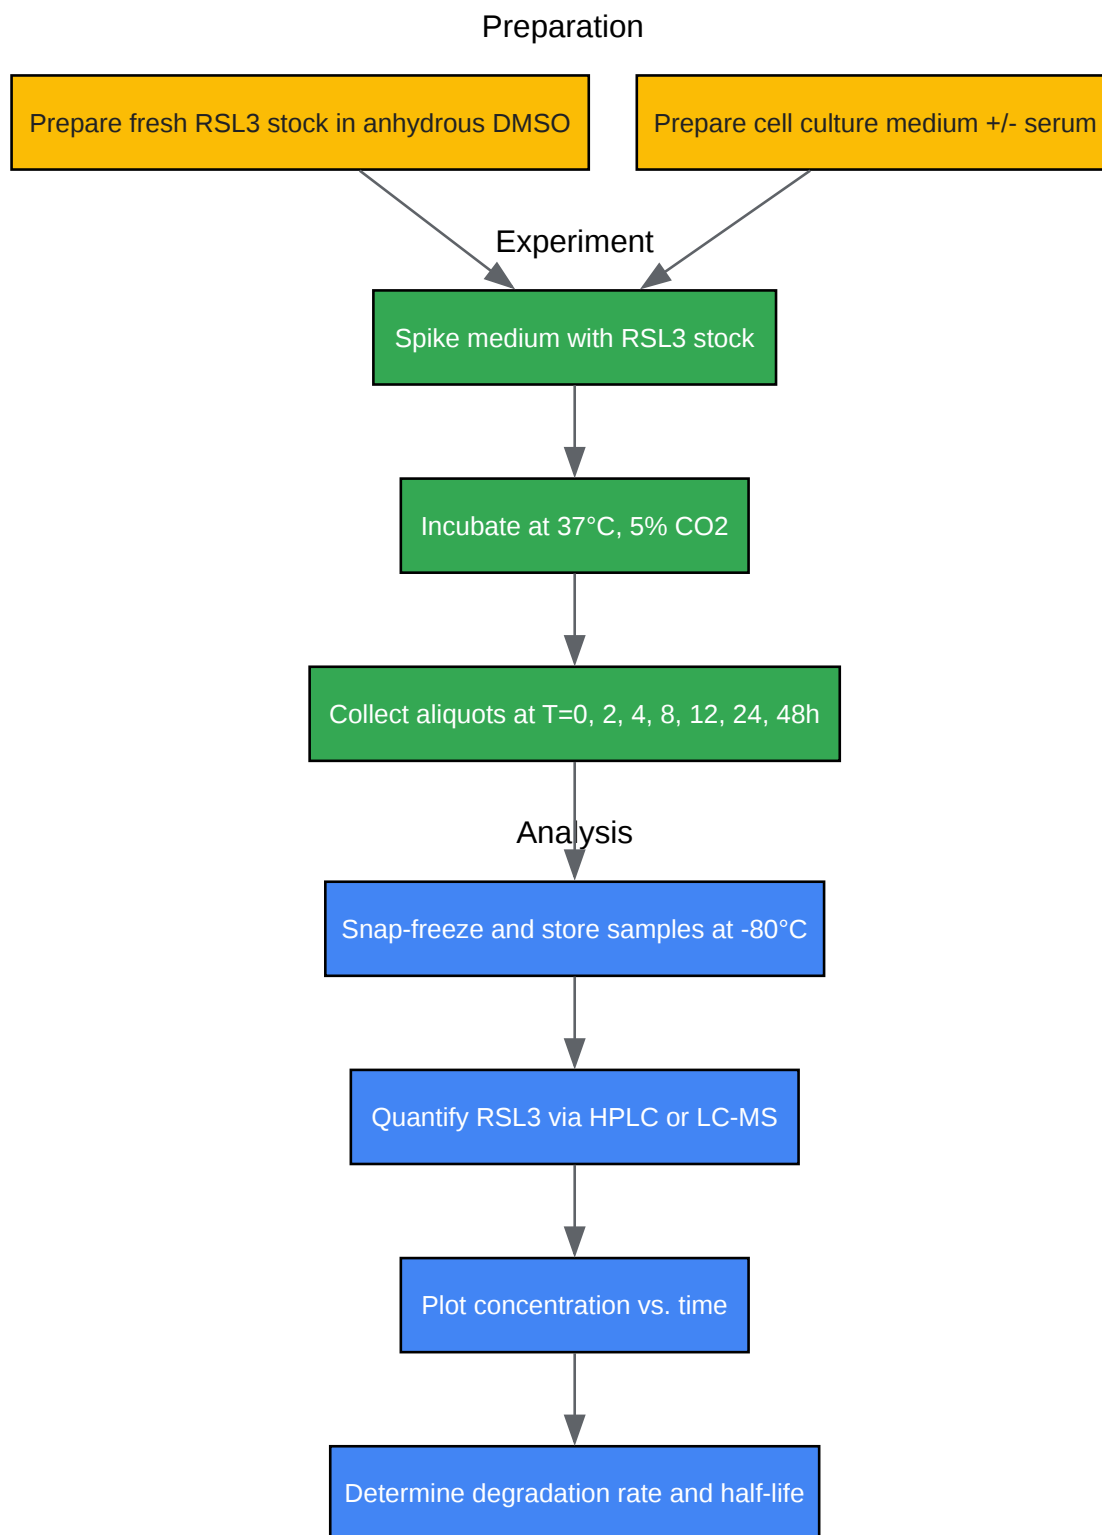 Preparation
Prepare fresh RSL3 stock in anhydrous DMSO
Prepare cell culture medium +/- serum
Experiment
Spike medium with RSL3 stock
Incubate at 37°C, 5% CO2
Collect aliquots at T=0, 2, 4, 8, 12, 24, 48h
Analysis
Snap-freeze and store samples at -80°C
Quantify RSL3 via HPLC or LC-MS
Plot concentration vs. time
Determine degradation rate and half-life